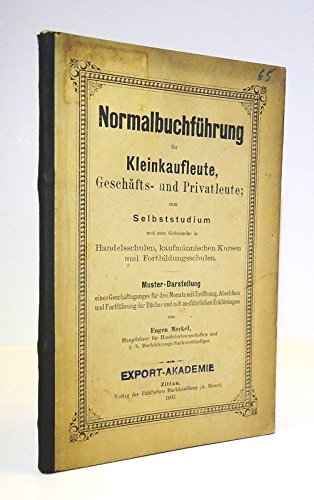 65
Normalbuchführung
für
Kleinkaufleute,
Geschäfts- und Privatleute;
zum
Selbststudium
und zum Gebrauche in
Handelsschulen, kaufmännischen Kursen
und Fortbildungsschulen.
Muster-Darstellung
eines Geschäftsganges für drei Monate mit Eröffnung, Abschluss
und Fortführung der Bücher und mit ausführlichen Erklärungen
von
Eugen Merkel,
Hauptlehrer für Handelswissenschaften und
g. b. Buchführungs-Sachverständiger
EXPORT-AKADEMIE
Zittau.
Verlag der Pahl'schen Buchhandlung (A. Haase)